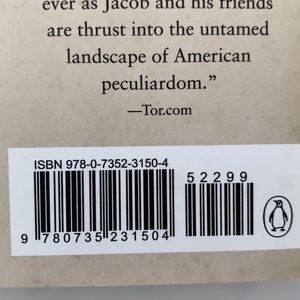 ever as Jacob and his friends
are thrust into the untamed
landscape of American
peculiardom.”
—Tor.com
ISBN 978-0-7352-3150-4
52299
9 780735 231504